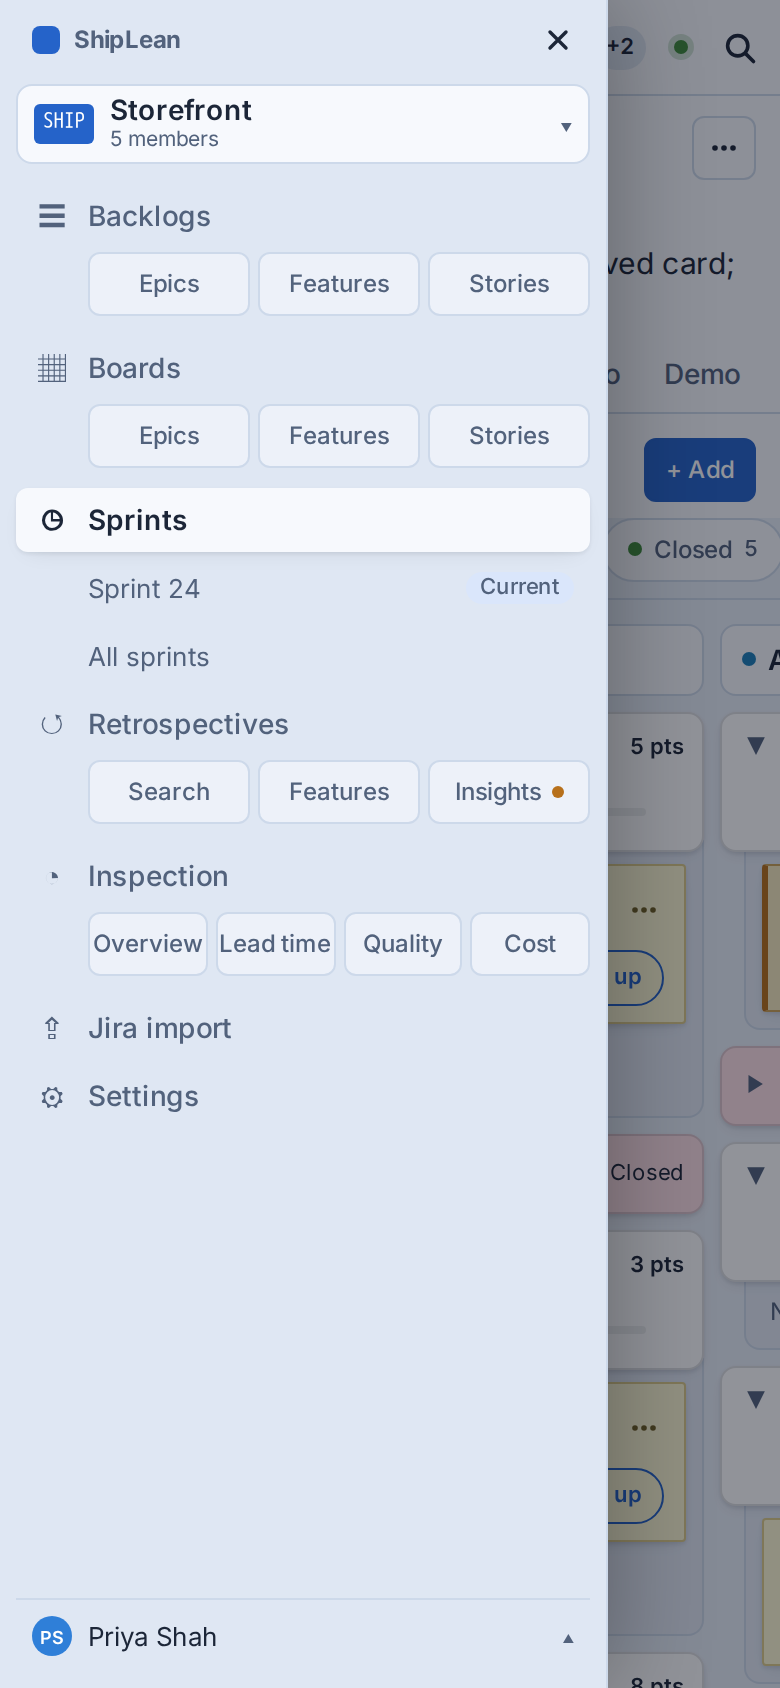 ShipLean
SHIP
Storefront
5 members
Backlogs
Epics Features Stories
Boards
Epics Features Stories
Sprints
Sprint 24 Current
All sprints
Retrospectives
Search Features Insights
Inspection
Overview Lead time Quality Cost
Jira import
Settings
PS Priya Shah
+2
card;
Demo
+ Add
Closed 5
5 pts
up
Closed
3 pts
up
8 pts